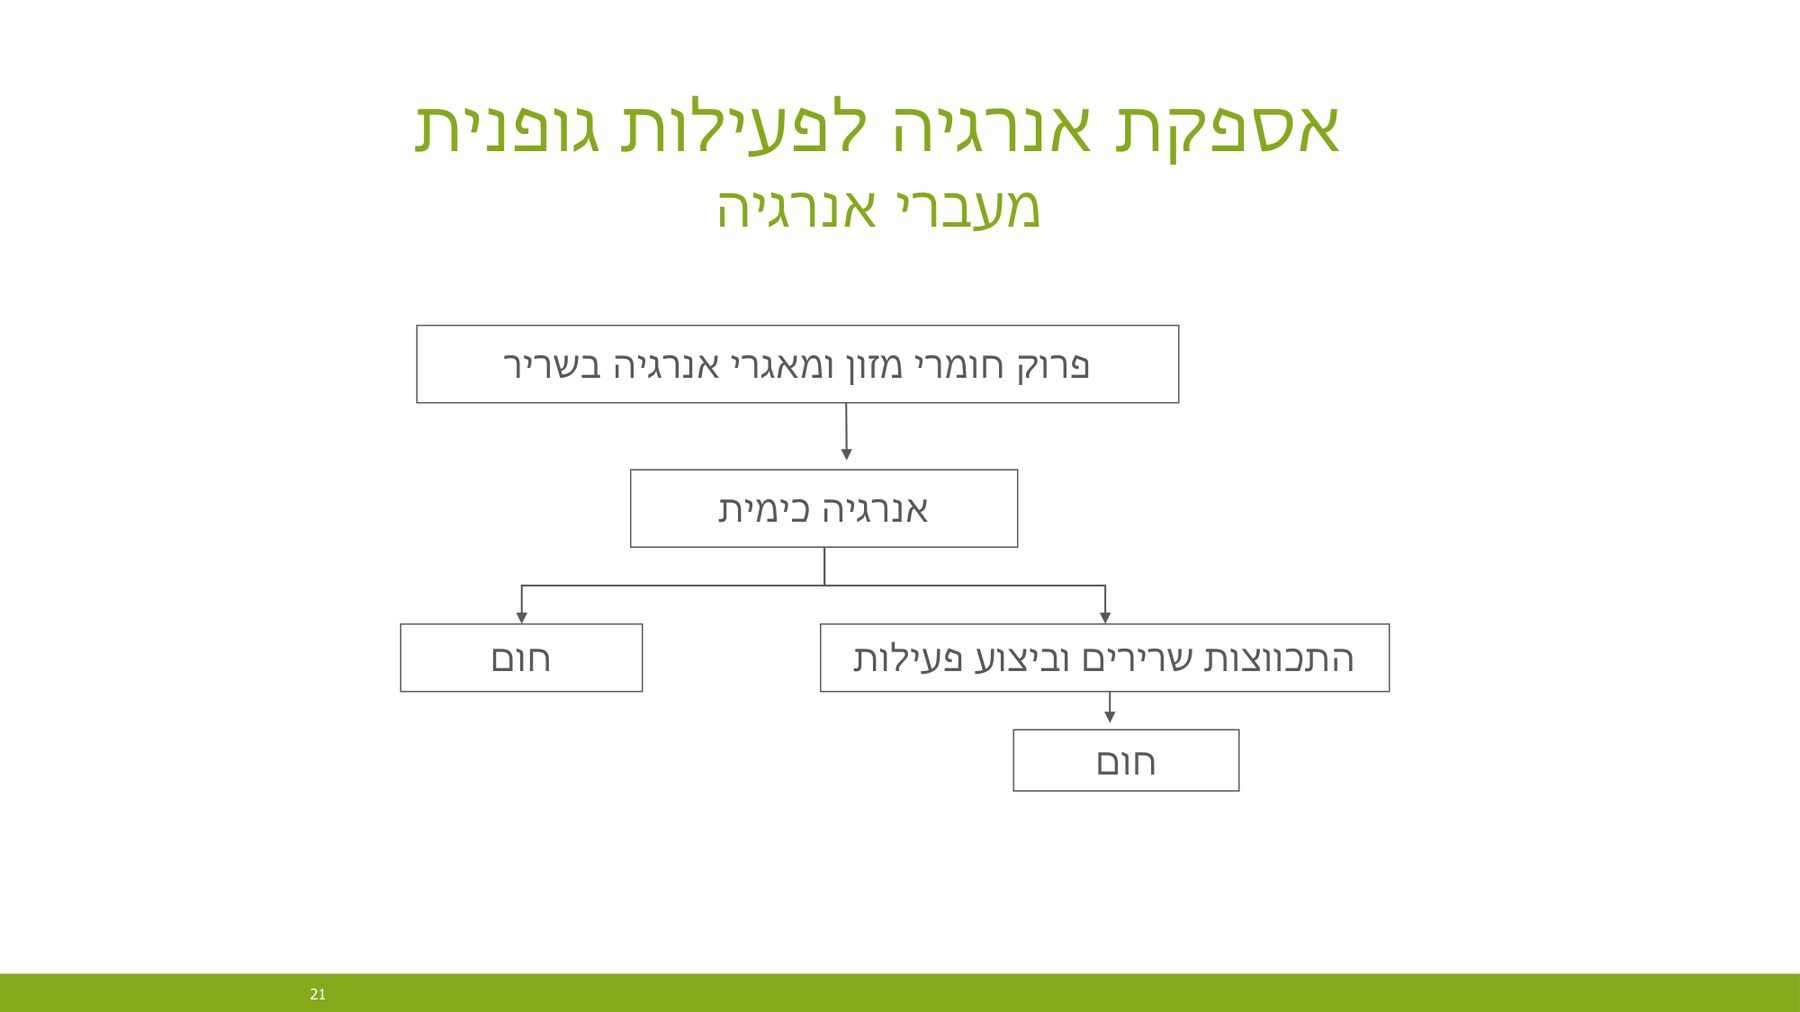 אספקת אנרגיה לפעילות גופנית
מעברי אנרגיה
פרוק חומרי מזון ומאגרי אנרגיה בשריר
אנרגיה כימית
התכווצות שרירים וביצוע פעילות
חום
חום
21